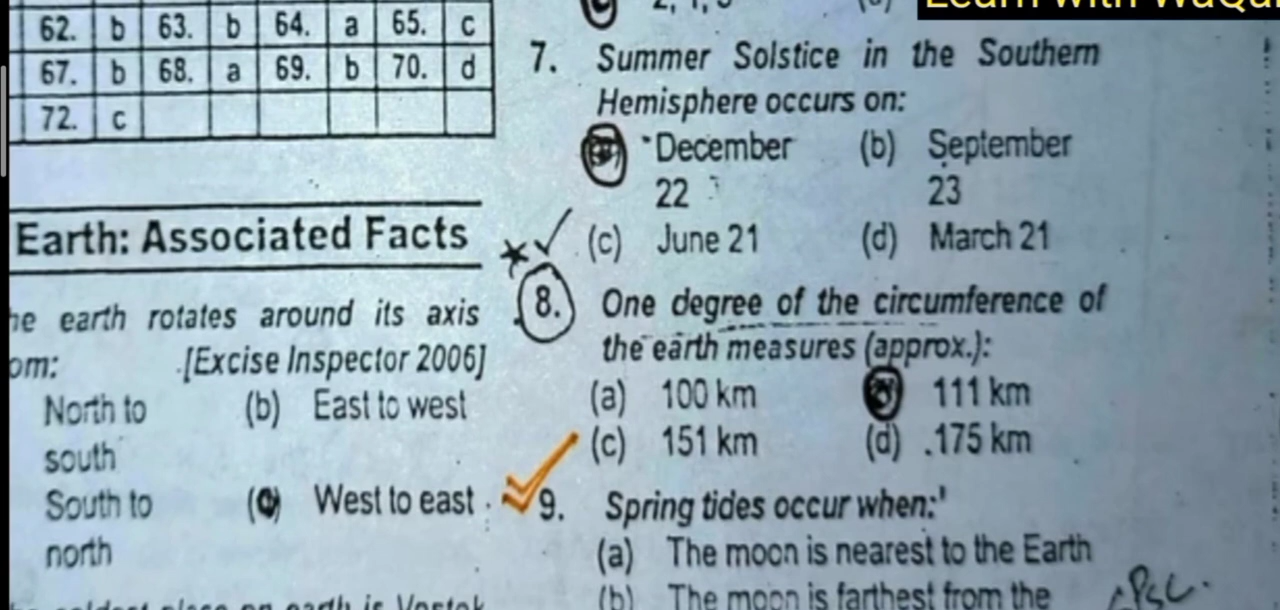 62. b 63. b 64. a 65. c
67. b 68. a 69. b 70. d
72. c
Earth: Associated Facts
earth rotates around its axis
[Excise Inspector 2006]
North to (b) East to west
south
South to West to east
north
earth is Vostok
7. Summer Solstice in the Southern
Hemisphere occurs on:
December (b) September
22 23
(c) June 21 (d) March 21
8. One degree of the circumference of
the earth measures (approx.):
(a) 100 km 111 km
(c) 151 km (d) 175 km
9. Spring tides occur when:
(a) The moon is nearest to the Earth
(b) The moon is farthest from the